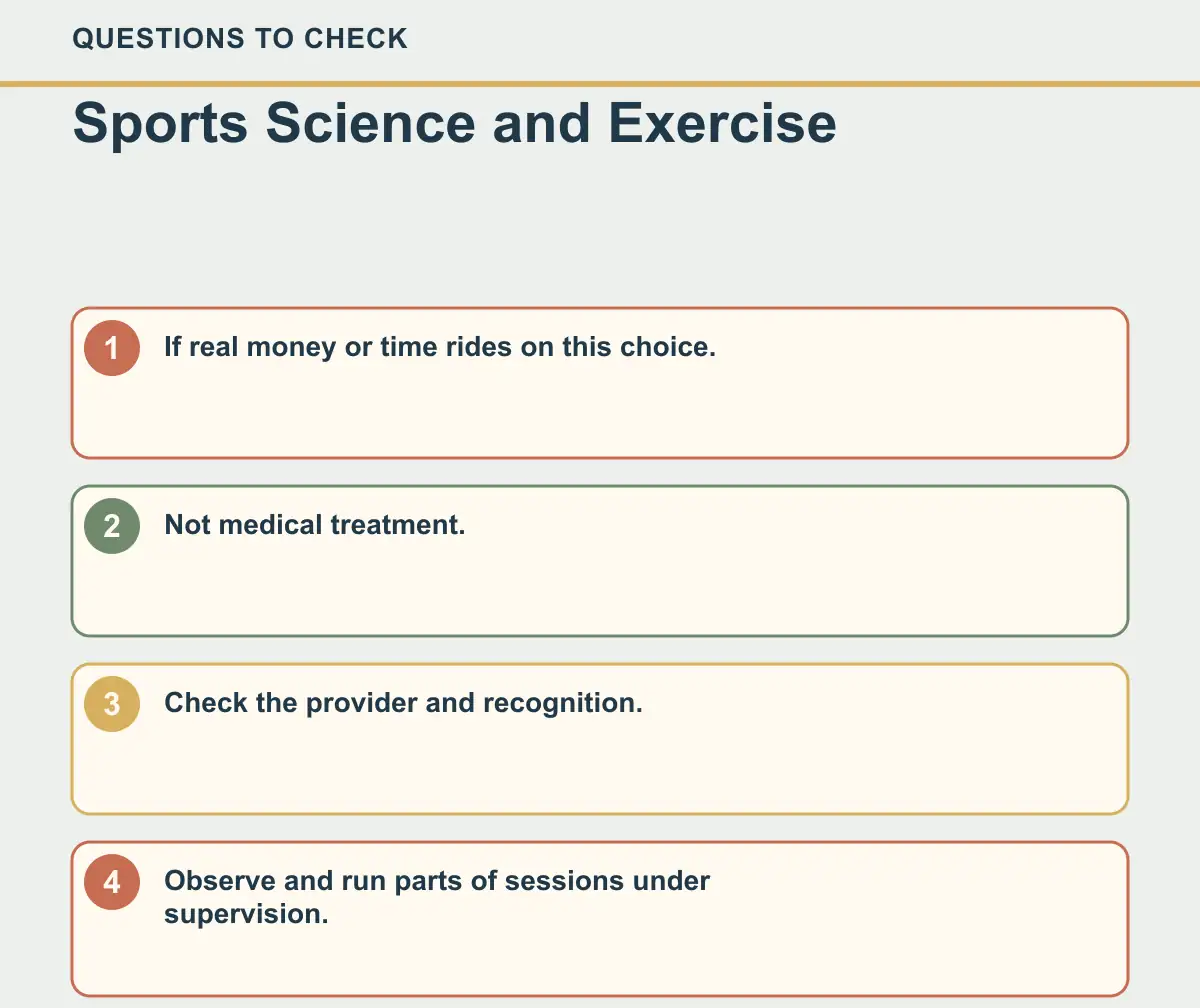 QUESTIONS TO CHECK
Sports Science and Exercise
1
If real money or time rides on this choice.
2
Not medical treatment.
3
Check the provider and recognition.
4
Observe and run parts of sessions under
supervision.